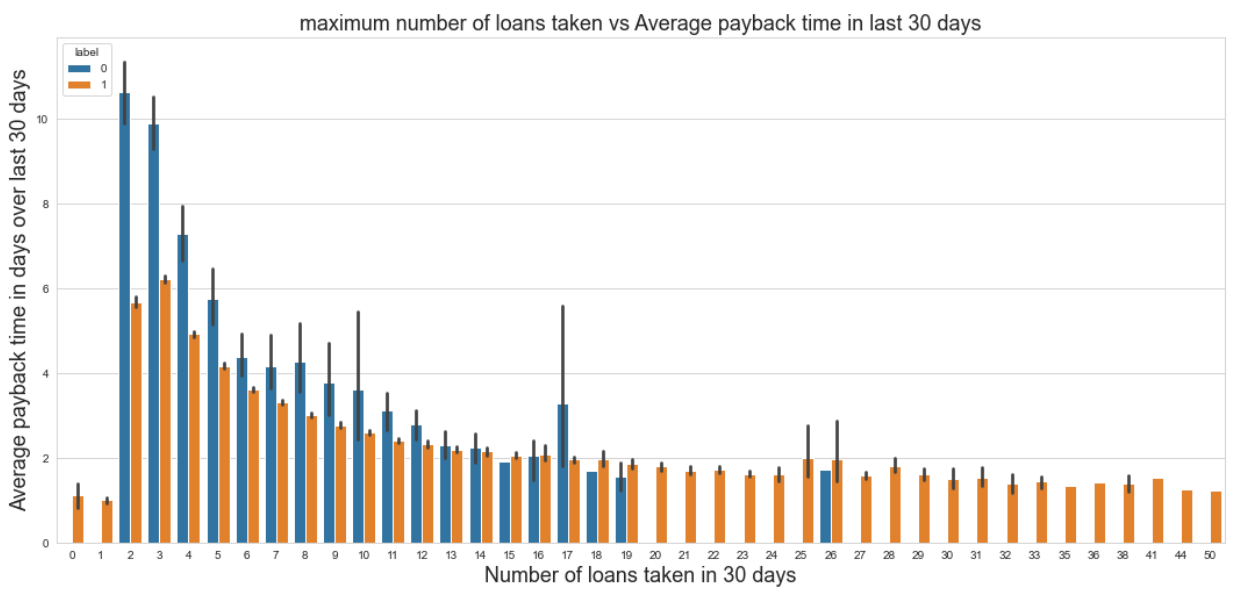 maximum number of loans taken vs Average payback time in last 30 days
label
0
1
Average payback time in days over last 30 days
10
8
6
4
2
0
0 1 2 3 4 5 6 7 8 9 10 11 12 13 14 15 16 17 18 19 20 21 22 23 24 25 26 27 28 29 30 31 32 33 35 36 38 41 44 50
Number of loans taken in 30 days